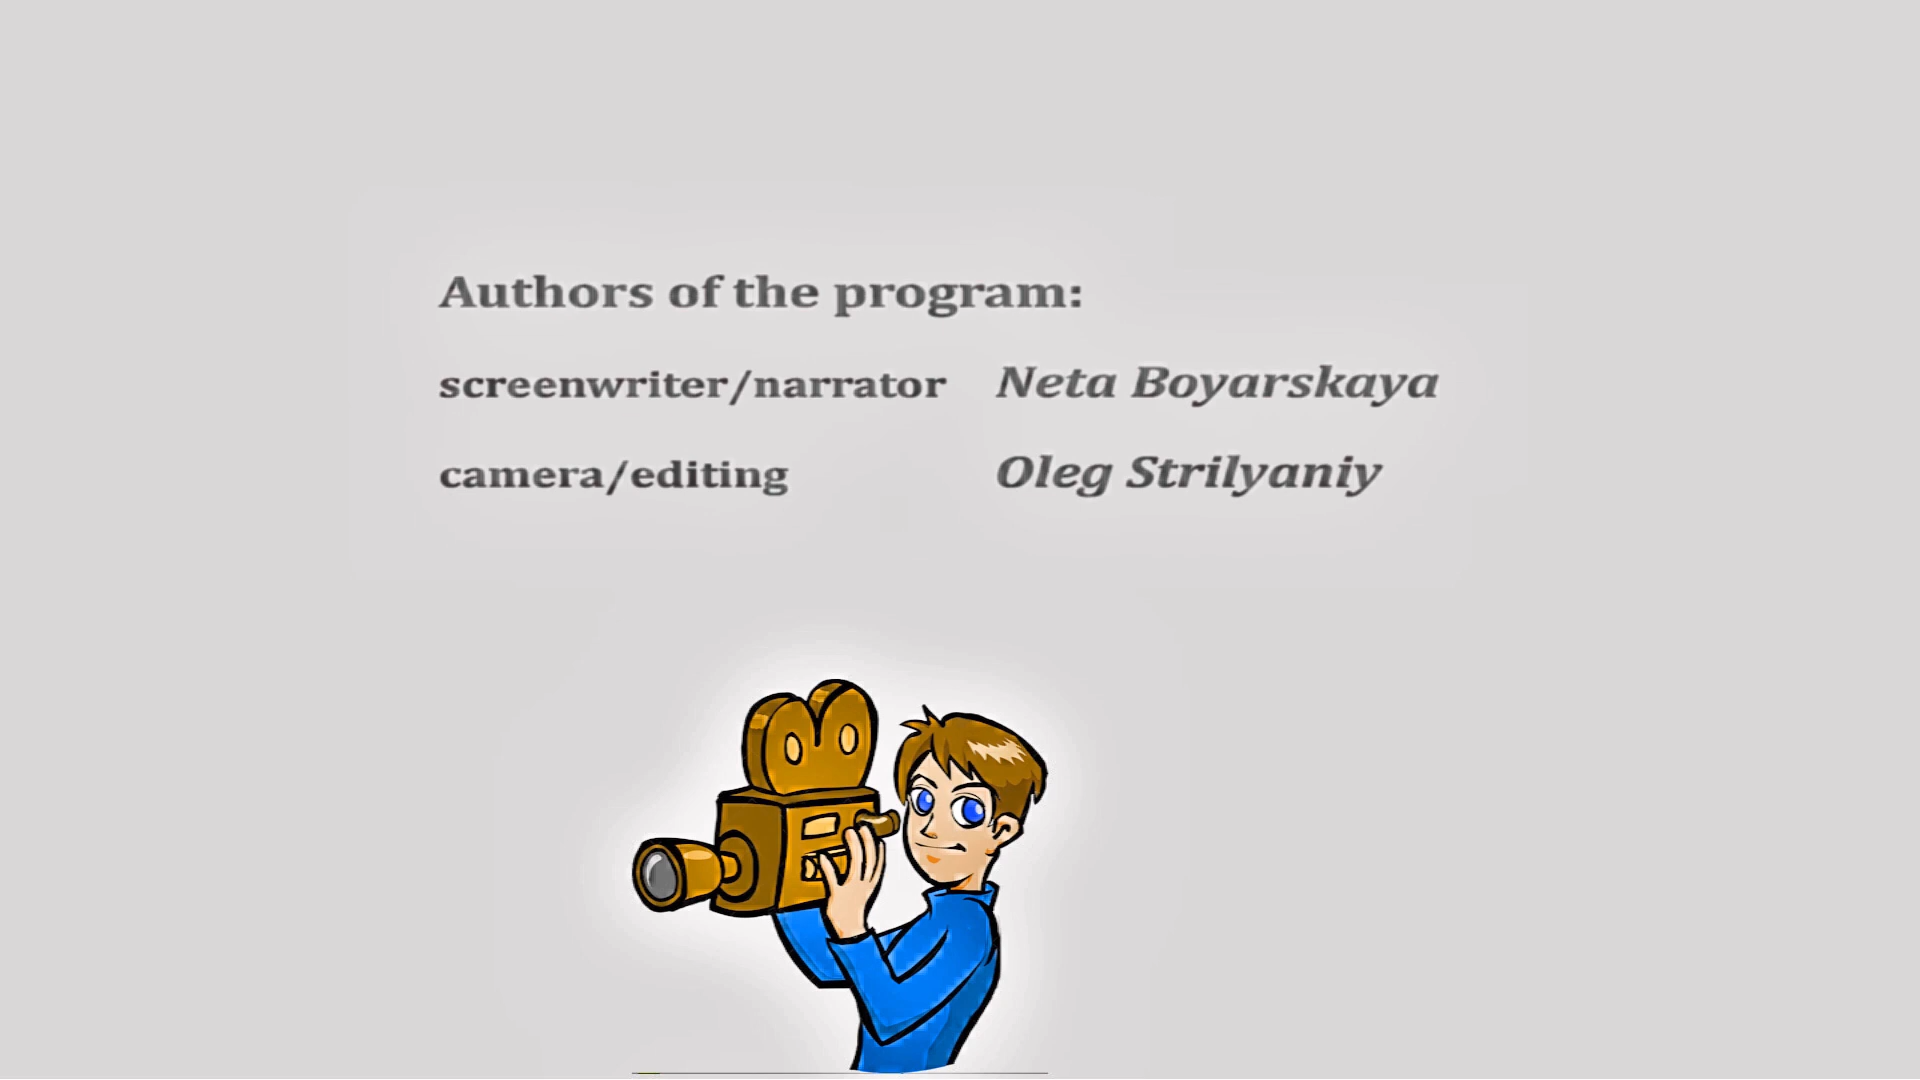 Authors of the program:
screenwriter/narrator Neta Boyarskaya
camera/editing Oleg Strilyaniy